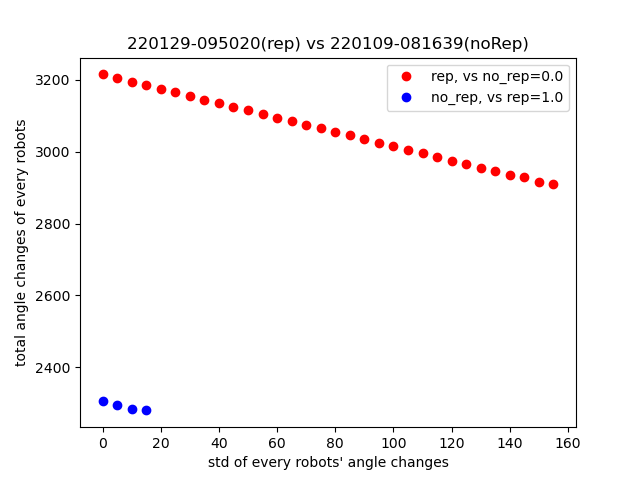 220129-095020(rep) vs 220109-081639(noRep)
rep, vs no_rep=0.0
no_rep, vs rep=1.0
total angle changes of every robots
3200
3000
2800
2600
2400
0 20 40 60 80 100 120 140 160
std of every robots' angle changes